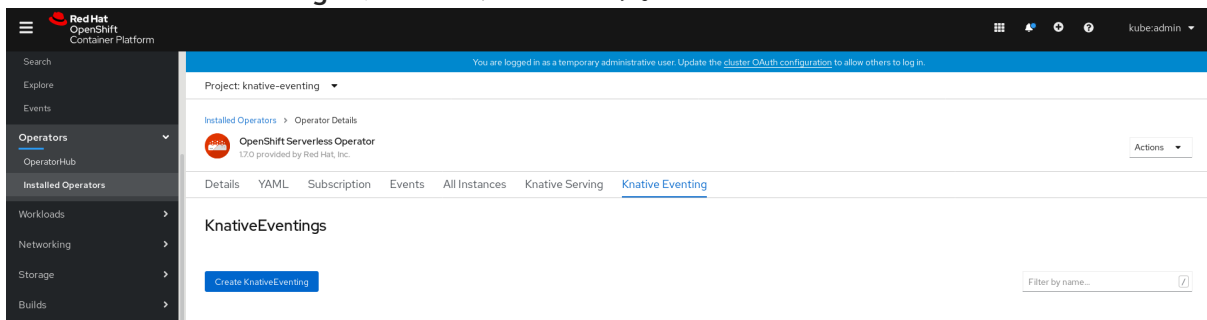 Red Hat
OpenShift
Container Platform
kube:admin
Search
Explore
Events
Operators
OperatorHub
Installed Operators
Workloads
Networking
Storage
Builds
You are logged in as a temporary administrative user. Update the cluster OAuth configuration to allow others to log in.
Project: knative-eventing
Installed Operators > Operator Details
OpenShift Serverless Operator
1.7.0 provided by Red Hat, Inc.
Actions
Details YAML Subscription Events All Instances Knative Serving Knative Eventing
KnativeEventings
Create KnativeEventing
Filter by name... /